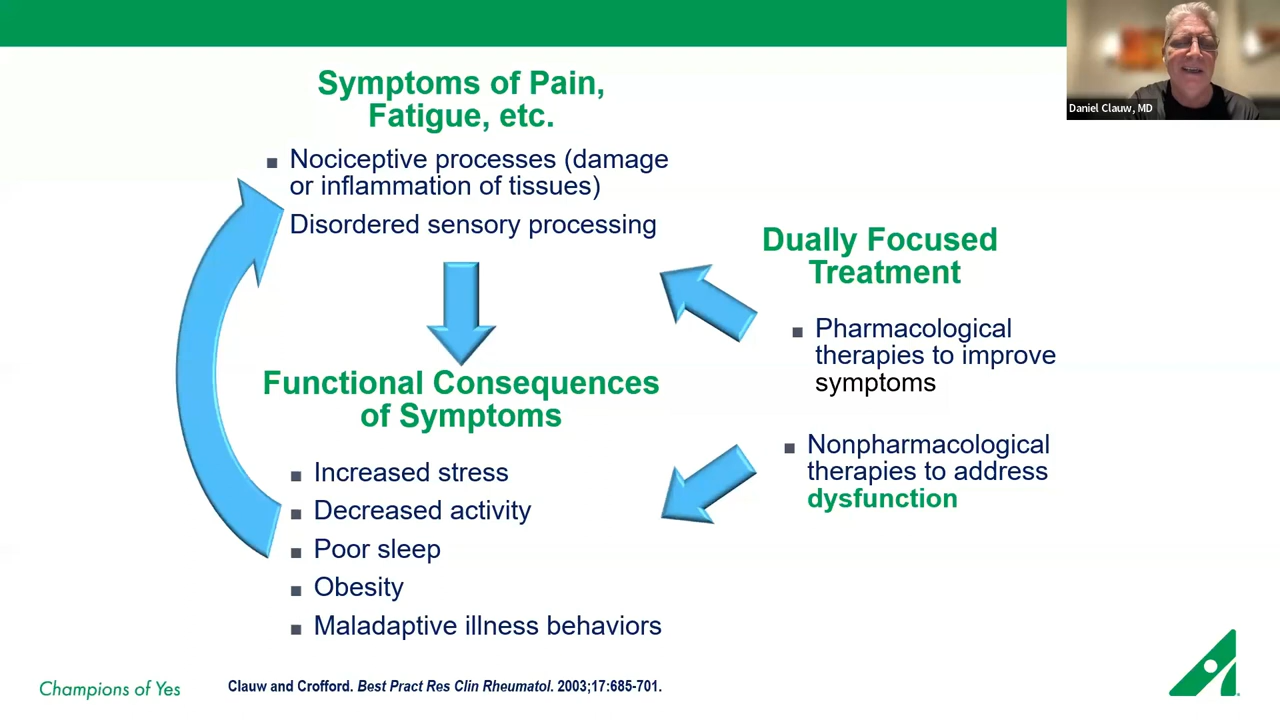 Daniel Clauw, MD
Symptoms of Pain,
Fatigue, etc.
■ Nociceptive processes (damage
or inflammation of tissues)
Disordered sensory processing
Functional Consequences
of Symptoms
■ Increased stress
■ Decreased activity
■ Poor sleep
■ Obesity
■ Maladaptive illness behaviors
Dually Focused
Treatment
■ Pharmacological
therapies to improve
symptoms
■ Nonpharmacological
therapies to address
dysfunction
Champions of Yes
Clauw and Crofford. Best Pract Res Clin Rheumatol. 2003;17:685-701.